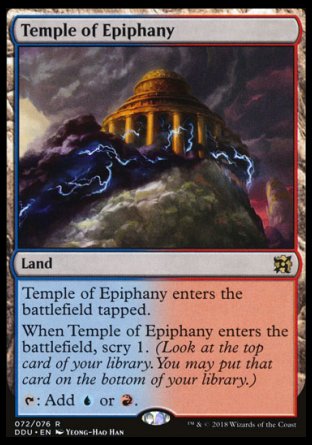 Temple of Epiphany
Land
Temple of Epiphany enters the
battlefield tapped.
When Temple of Epiphany enters the
battlefield, scry 1. (Look at the top
card of your library. You may put that
card on the bottom of your library.)
: Add or .
072/076 R
DDU • EN Yeong-Hao Han
™ & © 2018 Wizards of the Coast